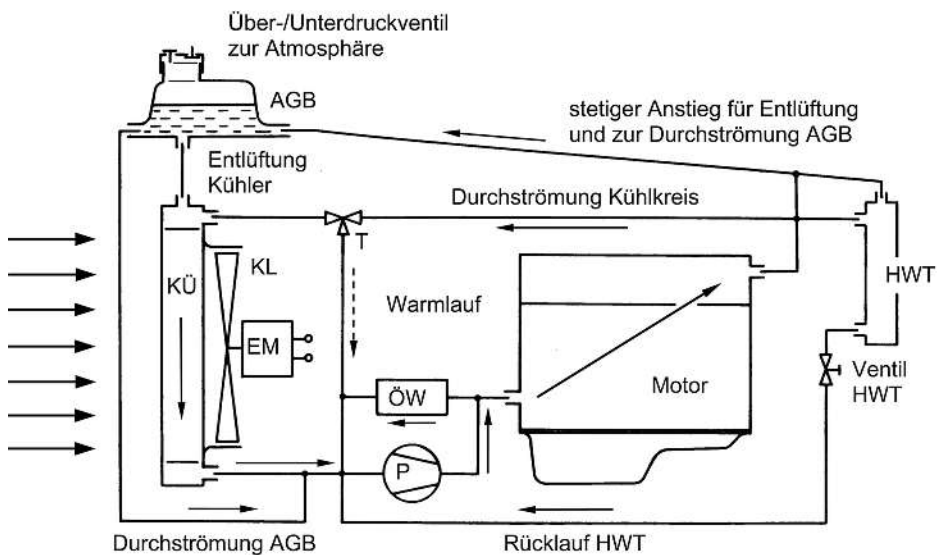 Über-/Unterdruckventil
zur Atmosphäre
AGB
stetiger Anstieg für Entlüftung
und zur Durchströmung AGB
Entlüftung
Kühler
Durchströmung Kühlkreis
T
KÜ
KL
HWT
Warmlauf
EM
Motor
Ventil
HWT
ÖW
P
Durchströmung AGB
Rücklauf HWT